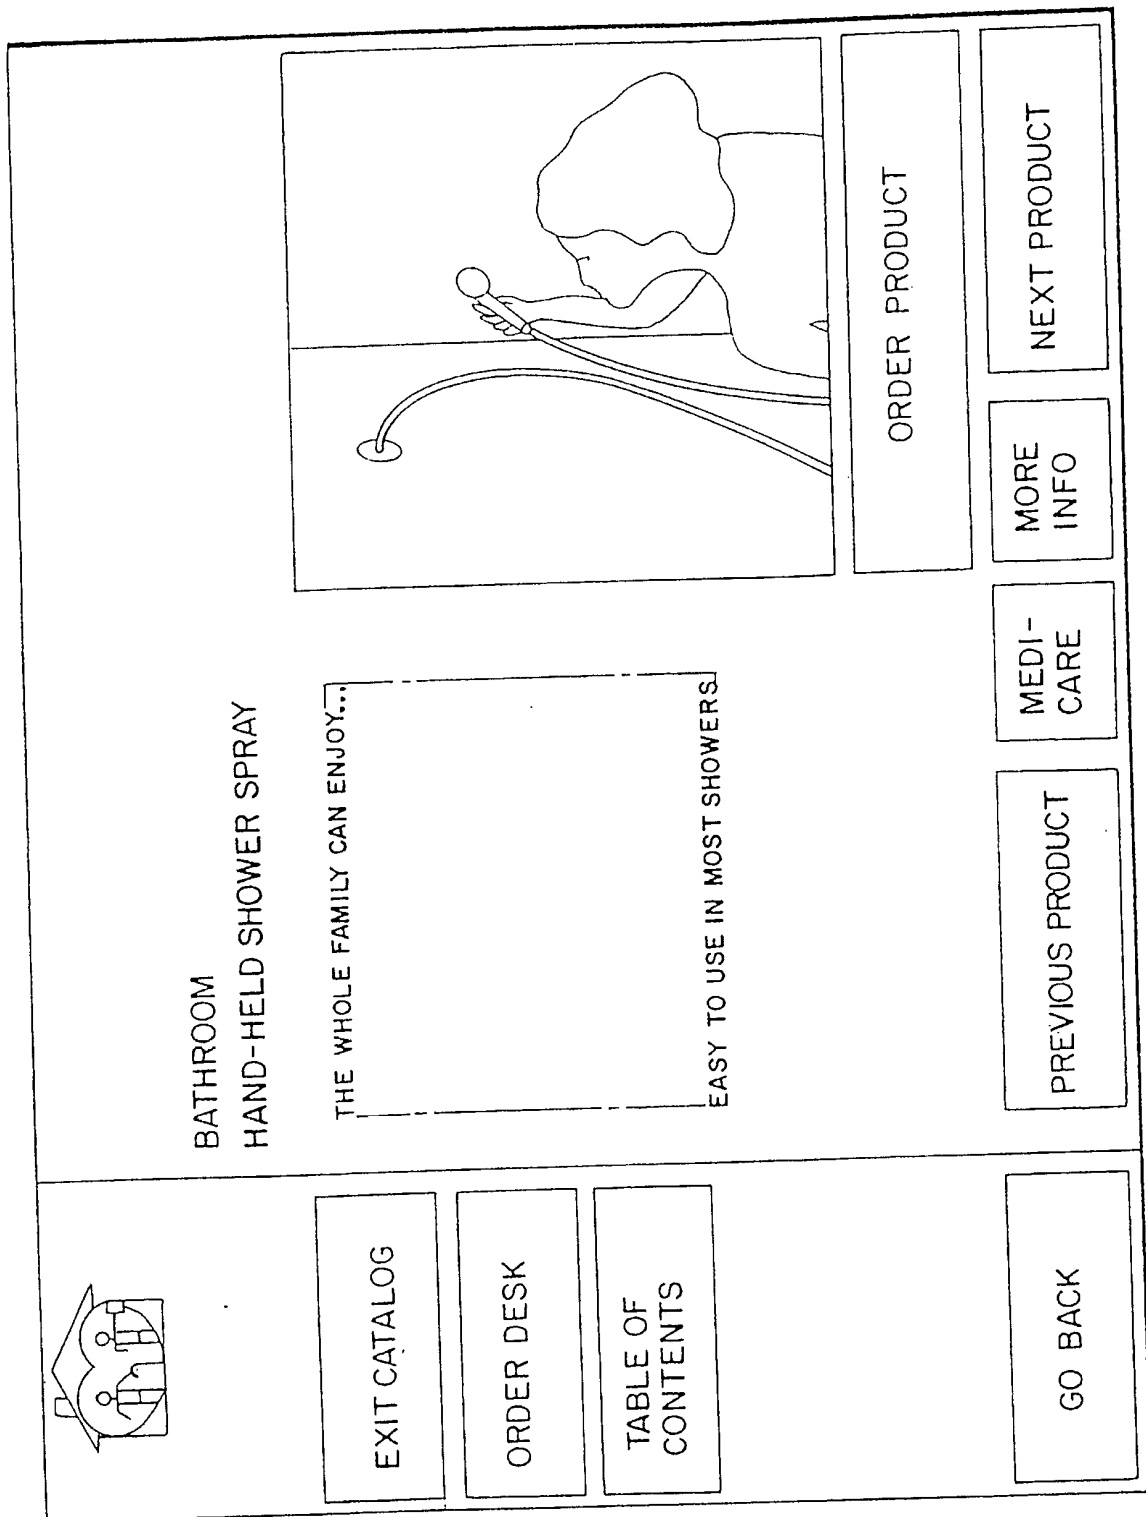 BATHROOM
HAND-HELD SHOWER SPRAY
THE WHOLE FAMILY CAN ENJOY...
EASY TO USE IN MOST SHOWERS
EXIT CATALOG
ORDER DESK
TABLE OF
CONTENTS
ORDER PRODUCT
GO BACK
PREVIOUS PRODUCT
MEDI-
CARE
MORE
INFO
NEXT PRODUCT